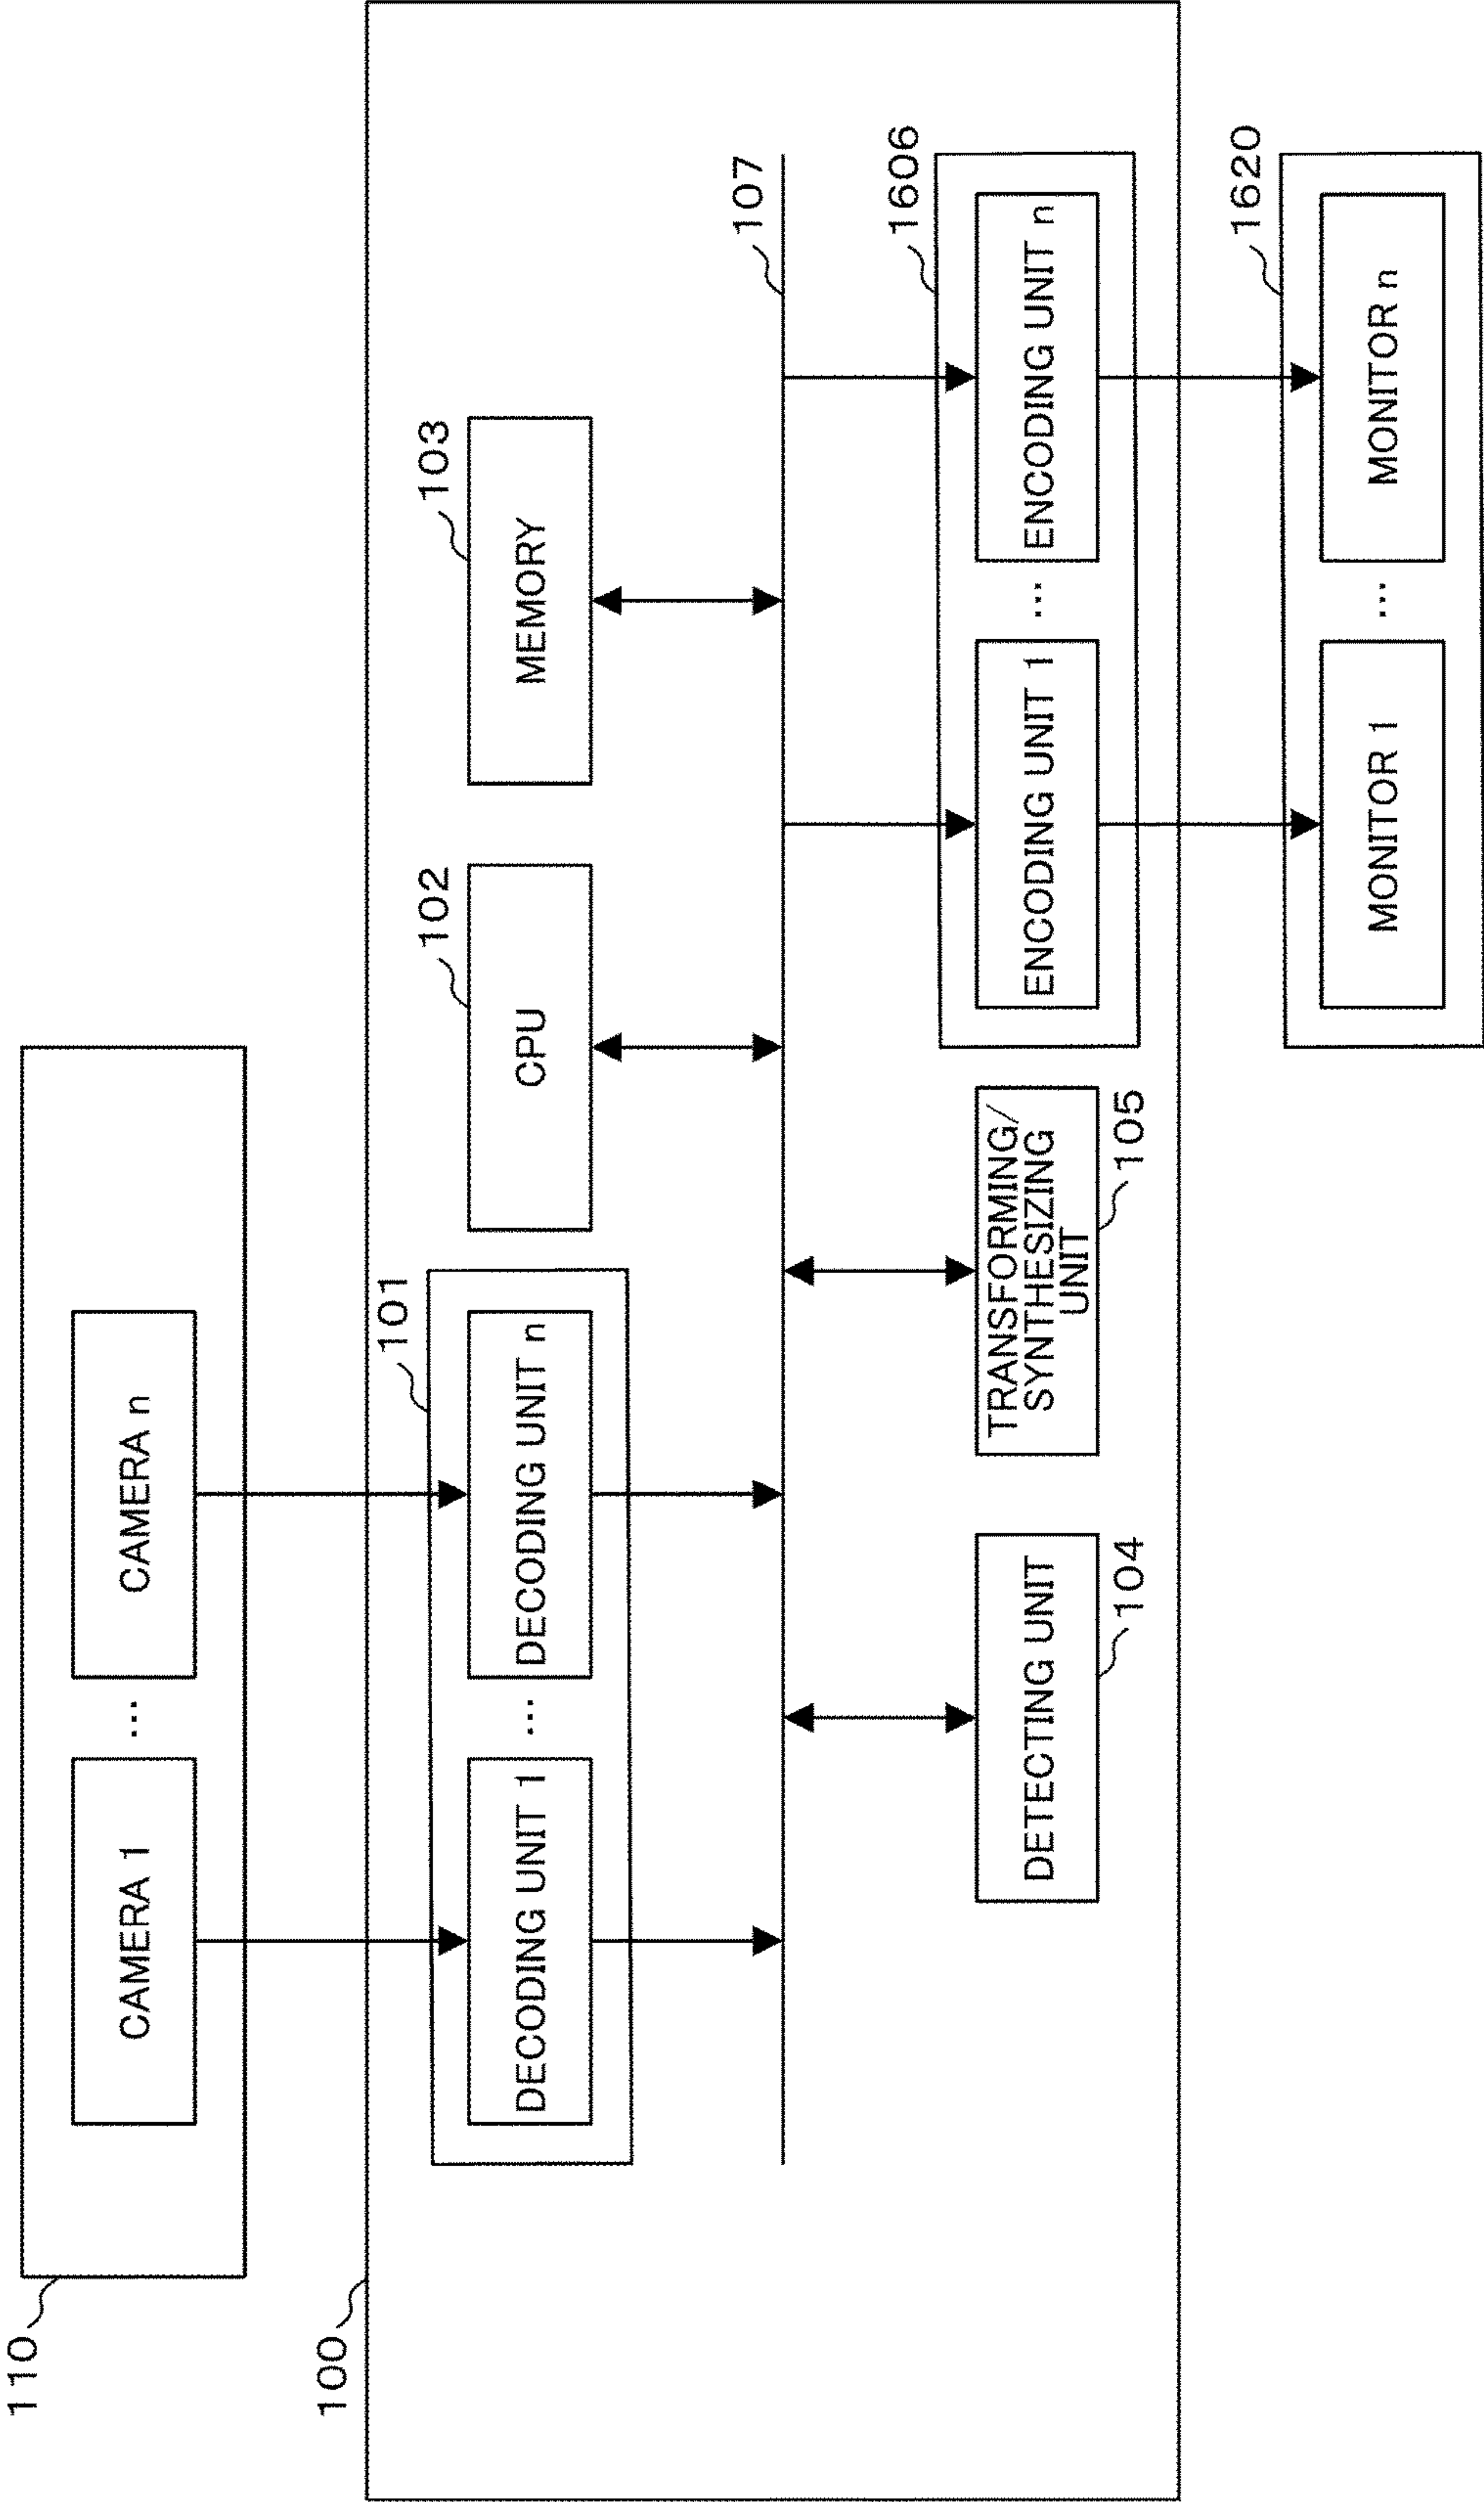 110
CAMERA 1
...
CAMERA n
100
101
DECODING UNIT 1
...
DECODING UNIT n
102
CPU
103
MEMORY
107
DETECTING UNIT
104
TRANSFORMING/
SYNTHESIZING
UNIT
105
1606
ENCODING UNIT 1
...
ENCODING UNIT n
1620
MONITOR 1
...
MONITOR n